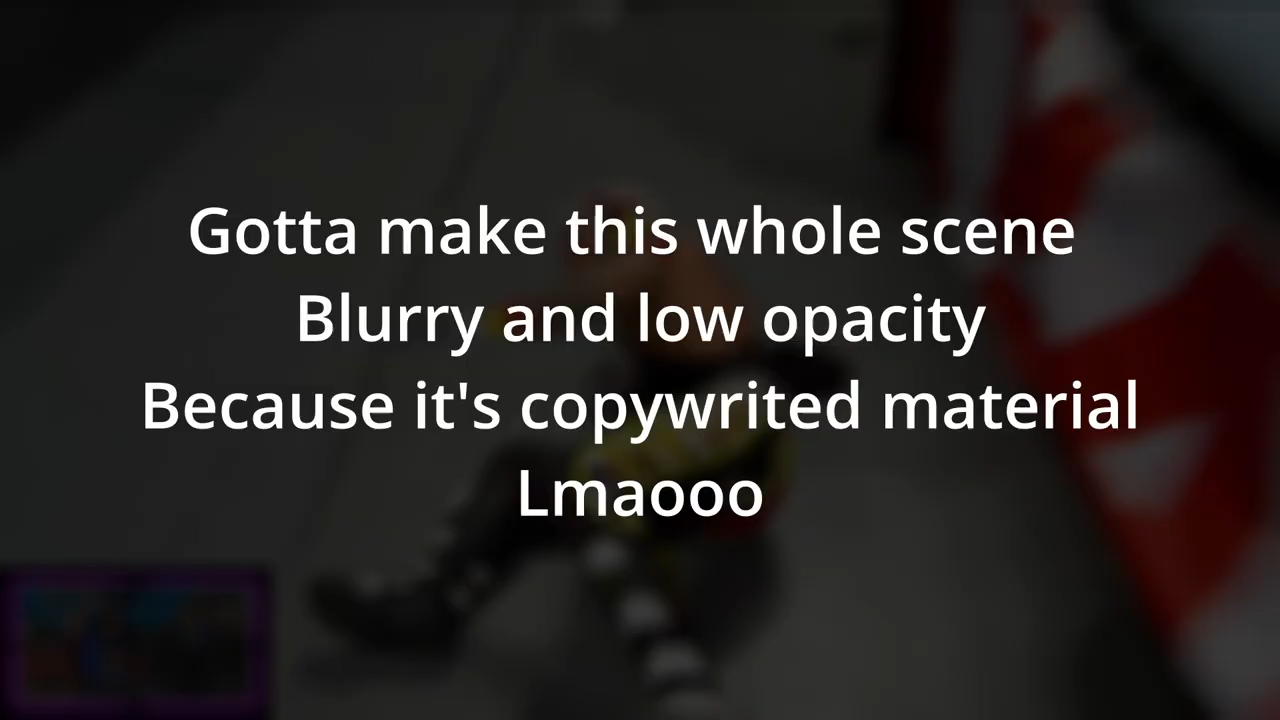 Gotta make this whole scene
Blurry and low opacity
Because it's copywrited material
Lmaooo